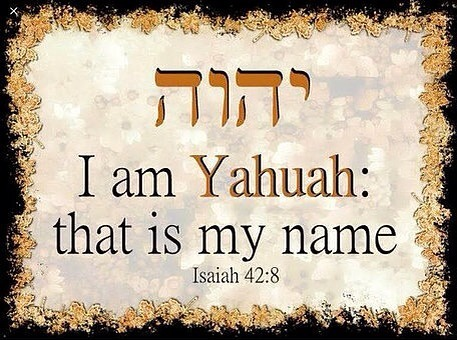 יהוה
I am Yahuah:
that is my name
Isaiah 42:8